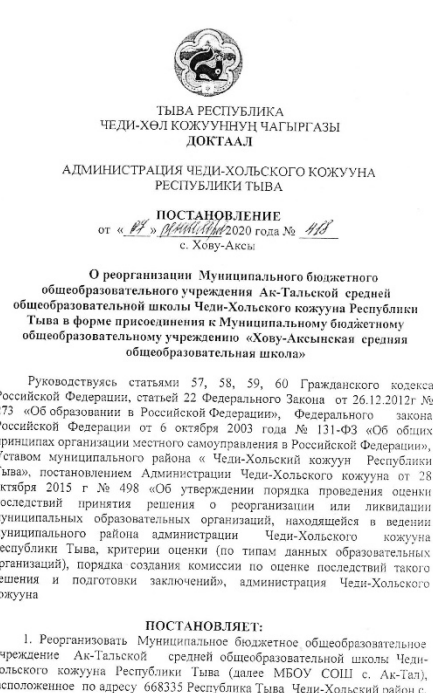 ТЫВА РЕСПУБЛИКА
ЧЕДИ-ХӨЛ КОЖУУННУҢ ЧАГЫРГАЗЫ
ДОКТААЛ
АДМИНИСТРАЦИЯ ЧЕДИ-ХОЛЬСКОГО КОЖУУНА
РЕСПУБЛИКИ ТЫВА
ПОСТАНОВЛЕНИЕ
от « » 2020 года №
с. Хову-Аксы
О реорганизации Муниципального бюджетного
общеобразовательного учреждения Ак-Тальской средней
общеобразовательной школы Чеди-Хольского кожууна Республики
Тыва в форме присоединения к Муниципальному бюджетному
общеобразовательному учреждению «Хову-Аксынская средняя
общеобразовательная школа»
Руководствуясь статьями 57, 58, 59, 60 Гражданского кодекса
Российской Федерации, статьей 22 Федерального Закона от 26.12.2012г №
273 «Об образовании в Российской Федерации», Федерального закона
Российской Федерации от 6 октября 2003 года № 131-ФЗ «Об общих
принципах организации местного самоуправления в Российской Федерации»,
Уставом муниципального района « Чеди-Хольский кожуун Республики
Тыва», постановлением Администрации Чеди-Хольского кожууна от 28
октября 2015 г № 498 «Об утверждении порядка проведения оценки
последствий принятия решения о реорганизации или ликвидации
муниципальных образовательных организаций, находящейся в ведении
муниципального района администрации Чеди-Хольского кожууна
Республики Тыва, критерии оценки (по типам данных образовательных
организаций), порядка создания комиссии по оценке последствий такого
решения и подготовки заключений», администрация Чеди-Хольского
кожууна
ПОСТАНОВЛЯЕТ:
1. Реорганизовать Муниципальное бюджетное общеобразовательное
учреждение Ак-Тальской средней общеобразовательной школы Чеди-
Хольского кожууна Республики Тыва (далее МБОУ СОШ с. Ак-Тал),
расположенное по адресу 668335 Республика Тыва Чеди-Хольский район с.